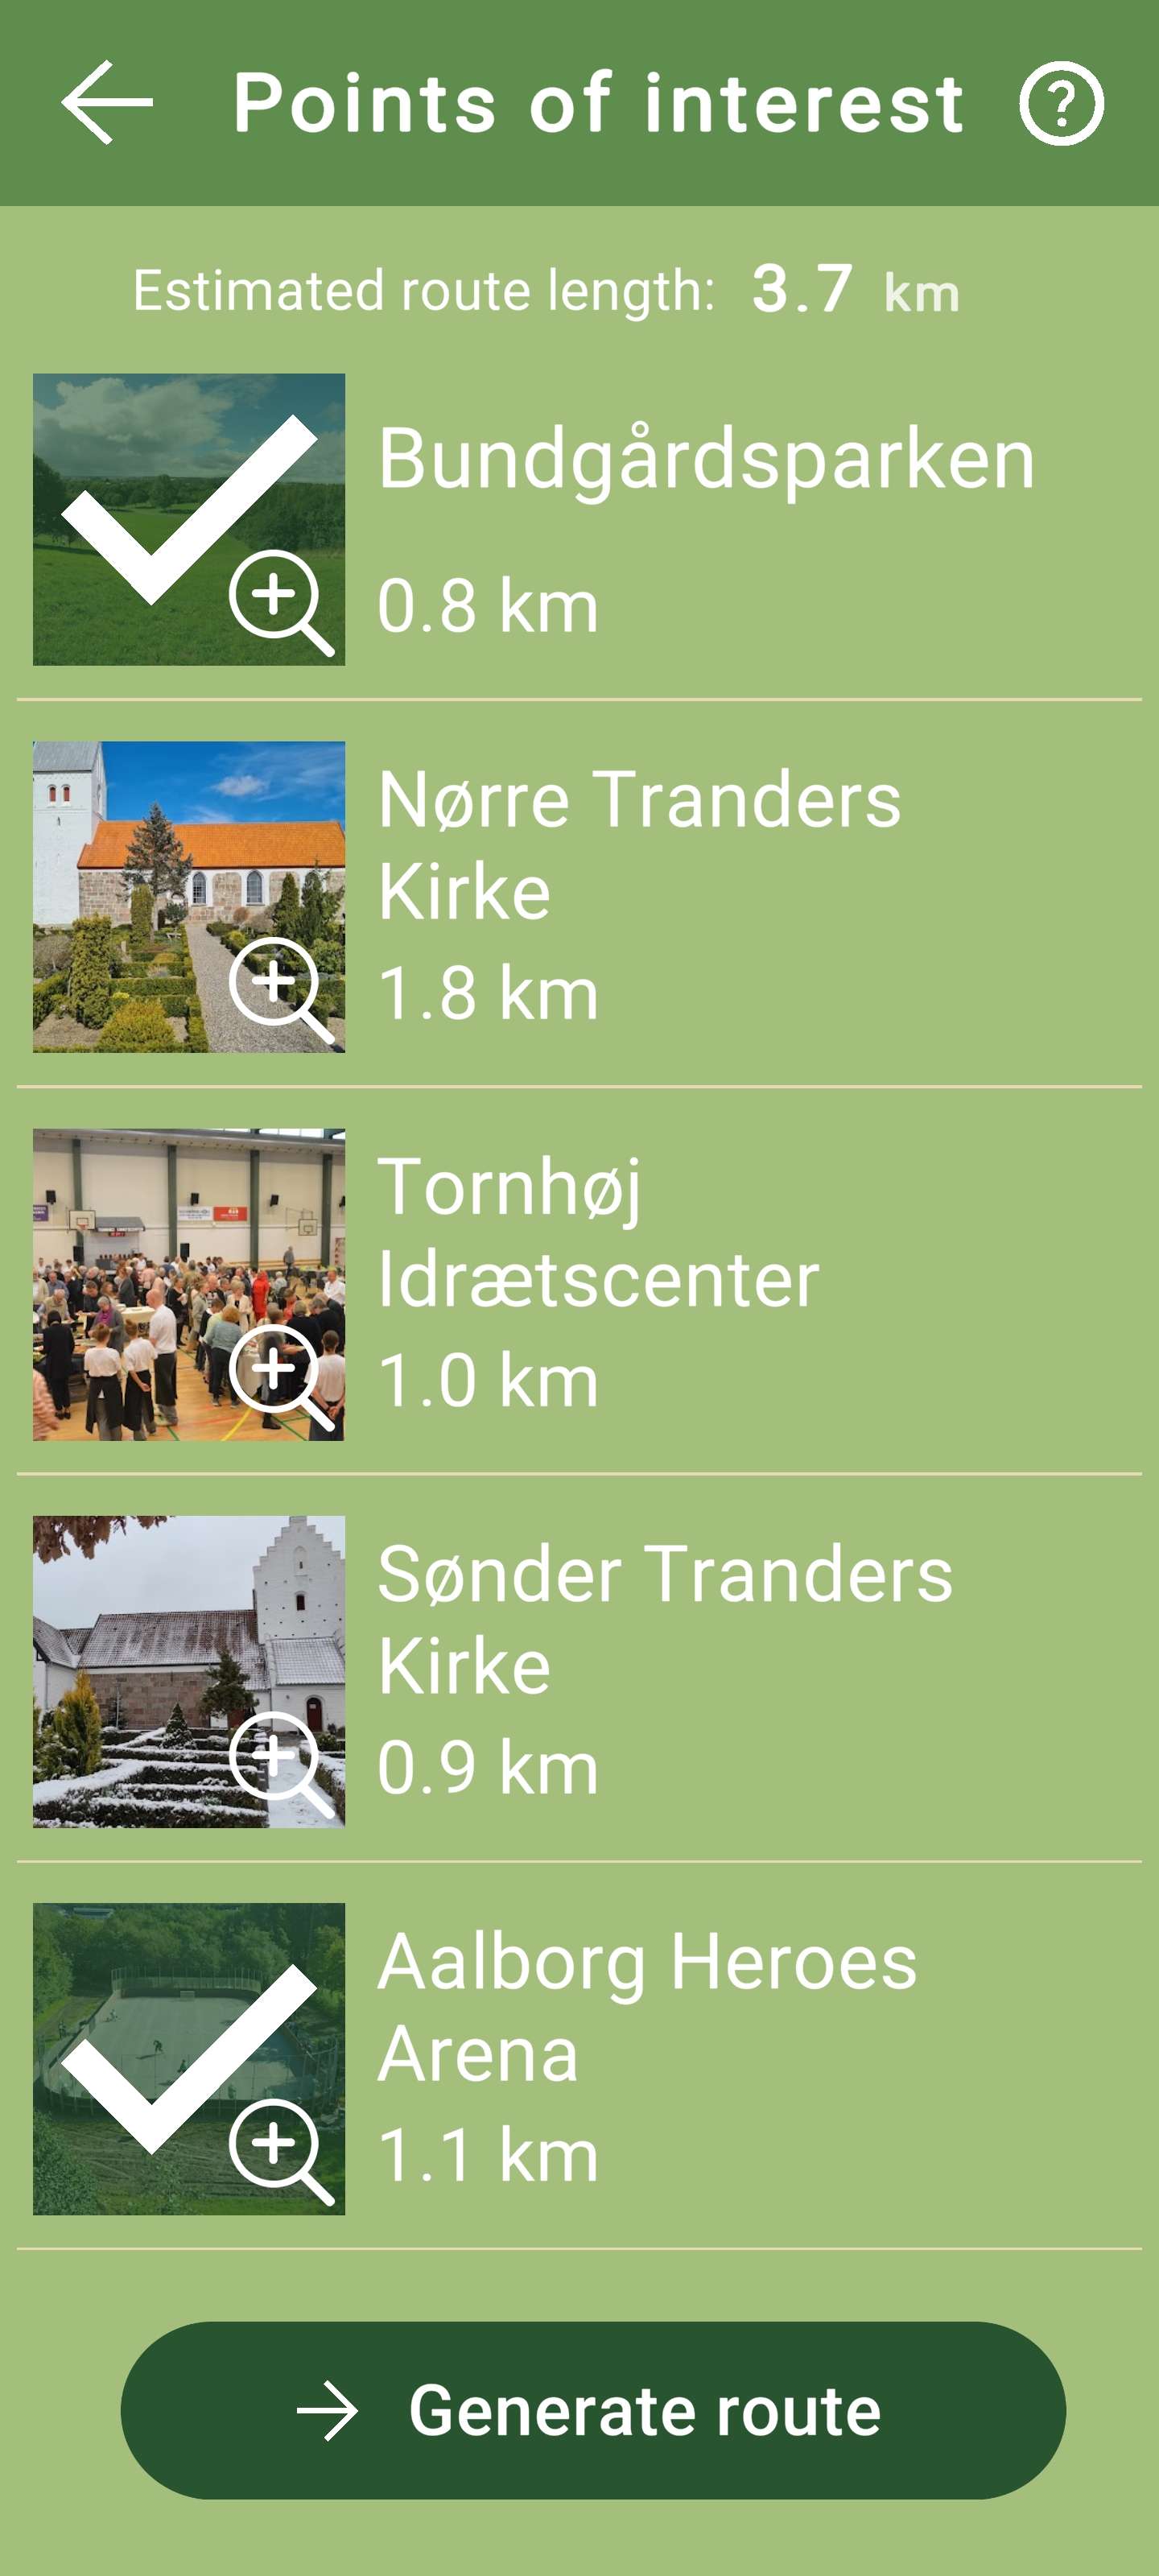 Points of interest
Estimated route length: 3.7 km
Bundgårdsparken
0.8 km
Nørre Tranders
Kirke
1.8 km
Tornhøj
Idrætscenter
1.0 km
Sønder Tranders
Kirke
0.9 km
Aalborg Heroes
Arena
1.1 km
Generate route